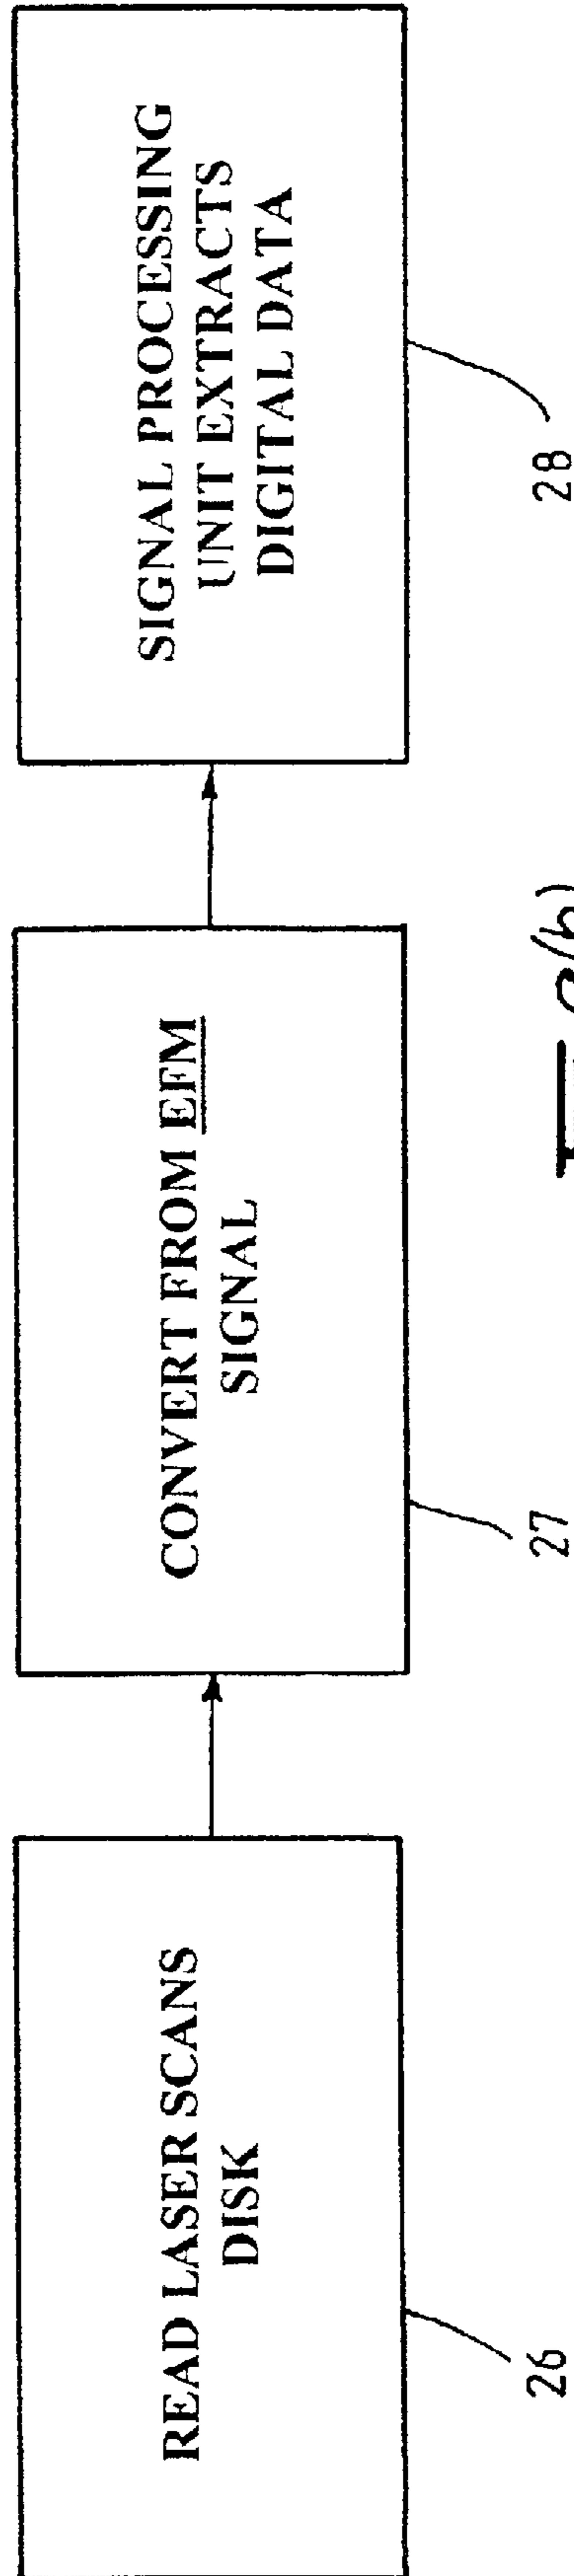 READ LASER SCANS
DISK
26
CONVERT FROM EFM
SIGNAL
27
SIGNAL PROCESSING
UNIT EXTRACTS
DIGITAL DATA
28